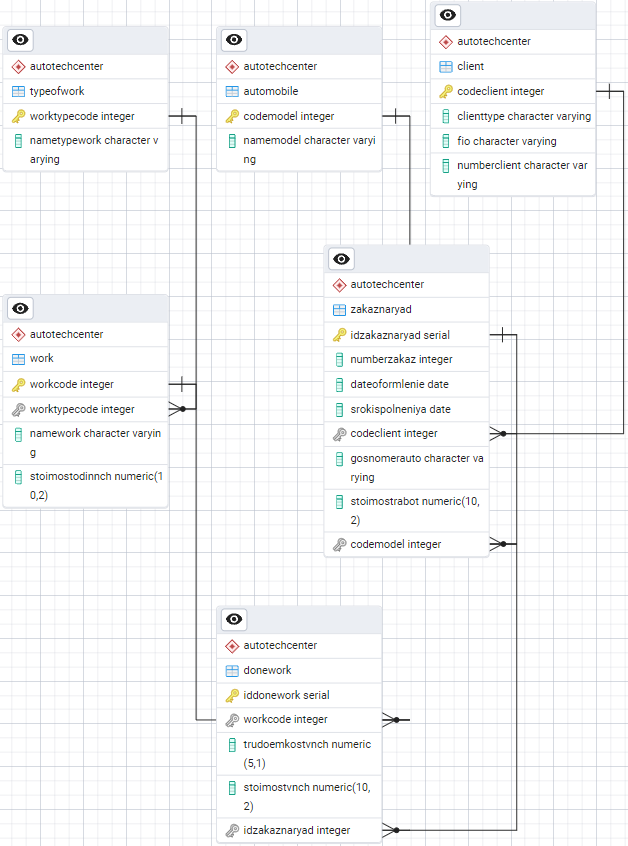 autotechcenter
typeofwork
worktypecode integer
nametypework character v
arying
autotechcenter
automobile
codemodel integer
namemodel character varyi
ng
autotechcenter
client
codeclient integer
clienttype character varying
fio character varying
numberclient character var
ying
autotechcenter
work
workcode integer
worktypecode integer
namework character varyin
g
stoimostodinnch numeric(1
0,2)
autotechcenter
zakaznaryad
idzakaznaryad serial
numberzakaz integer
dateoformlenie date
srokispolneniya date
codeclient integer
gosnomerauto character va
rying
stoimostrabot numeric(10,
2)
codemodel integer
autotechcenter
donework
iddonework serial
workcode integer
trudoemkostvnch numeric
(5,1)
stoimostvnch numeric(10,
2)
idzakaznaryad integer